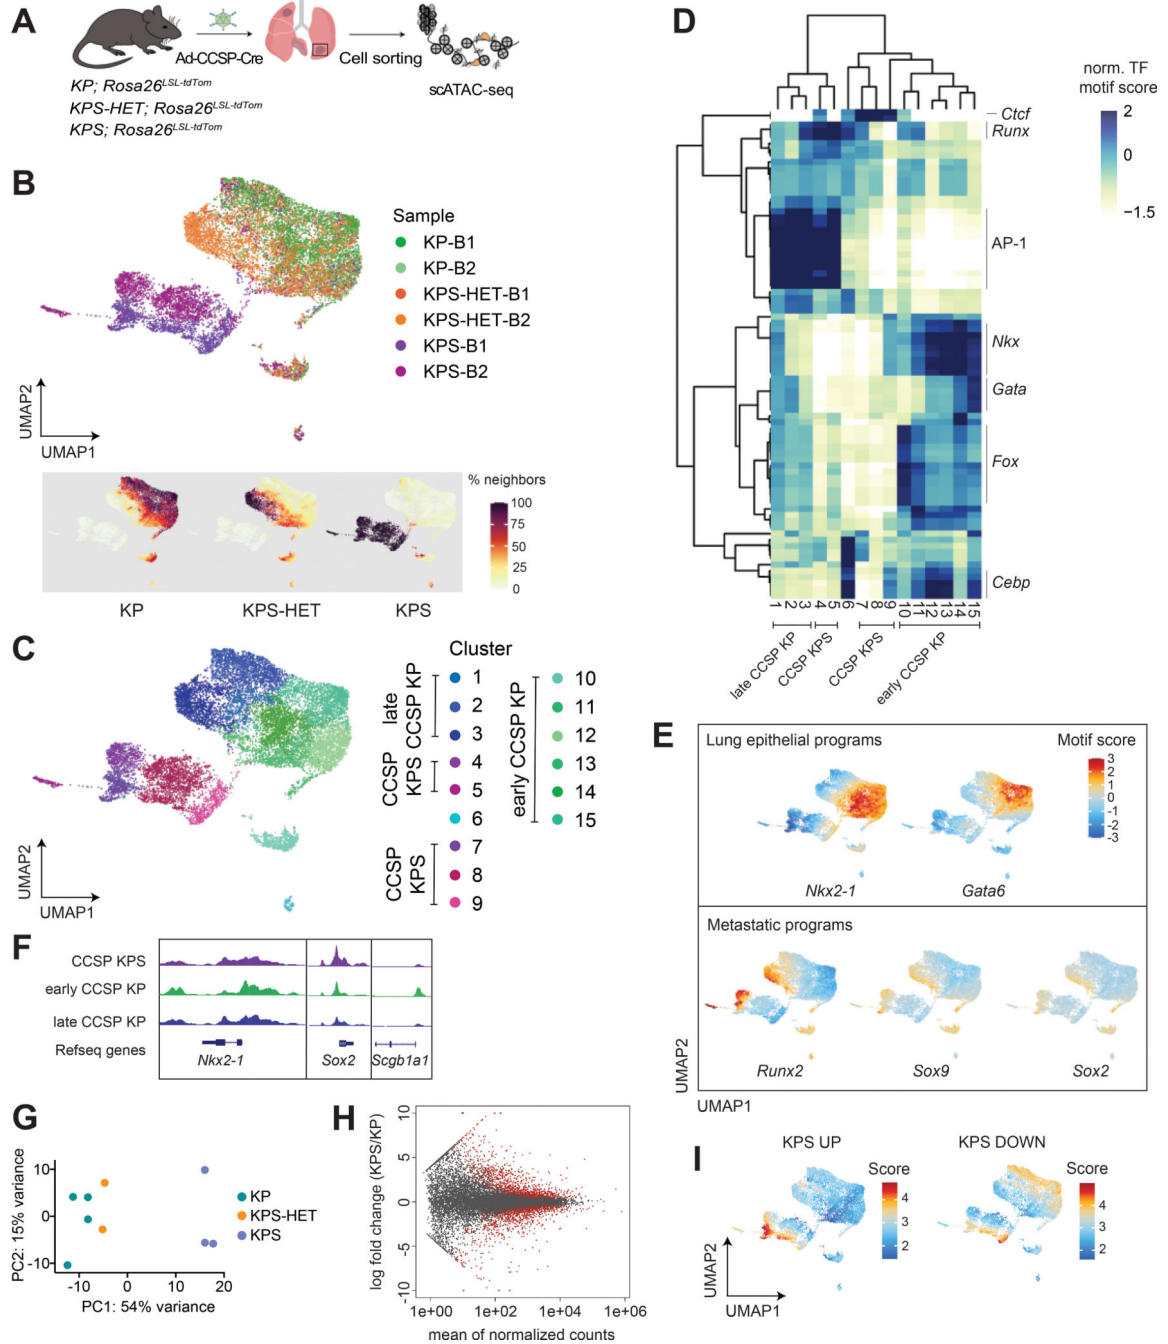 A
Ad-CCSP-Cre
Cell sorting
scATAC-seq
KP; Rosa26LSL-tdTom
KPS-HET; Rosa26LSL-tdTom
KPS; Rosa26LSL-tdTom
B
Sample
KP-B1
KP-B2
KPS-HET-B1
KPS-HET-B2
KPS-B1
KPS-B2
UMAP2
UMAP1
% neighbors
100
75
50
25
0
KP
KPS-HET
KPS
C
Cluster
late
CCSP KP
1
2
3
CCSP
KPS
4
5
6
CCSP
KPS
7
8
9
early CCSP KP
10
11
12
13
14
15
UMAP2
UMAP1
D
norm. TF
motif score
2
0
−1.5
Ctcf
Runx
AP-1
Nkx
Gata
Fox
Cebp
1 2 3 4 5 6 7 8 9 10 11 12 13 14 15
late CCSP KP
CCSP KPS
CCSP KPS
early CCSP KP
E
Lung epithelial programs
Motif score
3
2
1
0
-1
-2
-3
Nkx2-1
Gata6
Metastatic programs
Runx2
Sox9
Sox2
UMAP2
UMAP1
F
CCSP KPS
early CCSP KP
late CCSP KP
Refseq genes
Nkx2-1
Sox2
Scgb1a1
G
PC2: 15% variance
10
0
-10
-10
0
10
20
PC1: 54% variance
KP
KPS-HET
KPS
H
log fold change (KPS/KP)
10
5
0
-5
-10
1e+00
1e+02
1e+04
1e+06
mean of normalized counts
I
KPS UP
Score
4
3
2
KPS DOWN
Score
4
3
2
UMAP2
UMAP1